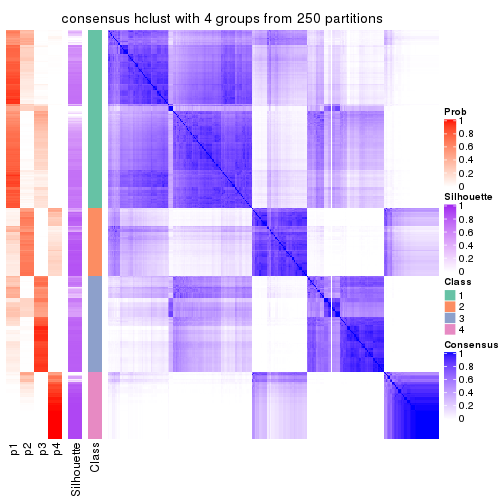 consensus hclust with 4 groups from 250 partitions
Prob
1
0.8
0.6
0.4
0.2
0
Silhouette
1
0.8
0.6
0.4
0.2
0
Class
1
2
3
4
Consensus
1
0.8
0.6
0.4
0.2
0
p1
p2
p3
p4
Silhouette
Class